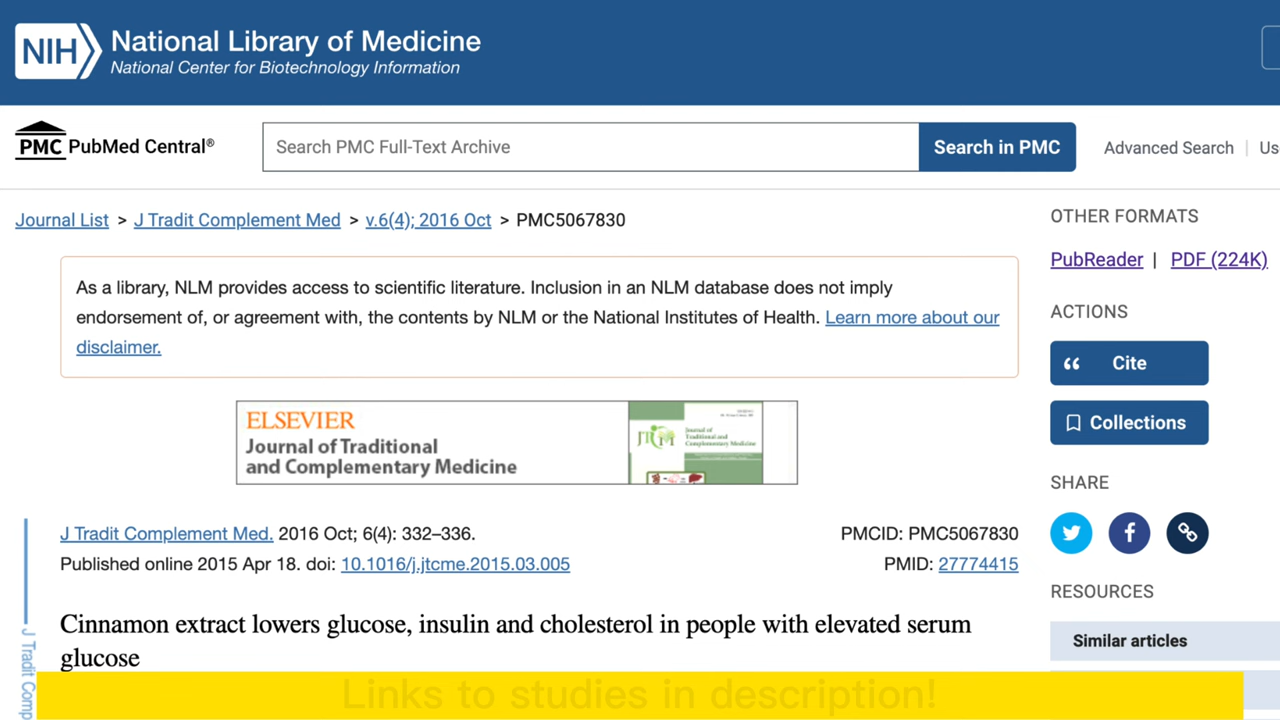 NIH National Library of Medicine
National Center for Biotechnology Information
PMC PubMed Central®
Search PMC Full-Text Archive
Search in PMC
Advanced Search
Us
Journal List > J Tradit Complement Med > v.6(4); 2016 Oct > PMC5067830
As a library, NLM provides access to scientific literature. Inclusion in an NLM database does not imply
endorsement of, or agreement with, the contents by NLM or the National Institutes of Health. Learn more about our
disclaimer.
ELSEVIER
Journal of Traditional
and Complementary Medicine
Journal of
Traditional and
Complementary Medicine
J Tradit Complement Med. 2016 Oct; 6(4): 332–336.
Published online 2015 Apr 18. doi: 10.1016/j.jtcme.2015.03.005
PMCID: PMC5067830
PMID: 27774415
Cinnamon extract lowers glucose, insulin and cholesterol in people with elevated serum
glucose
J Tradit Comp
OTHER FORMATS
PubReader | PDF (224K)
ACTIONS
Cite
Collections
SHARE
RESOURCES
Similar articles
Links to studies in description!